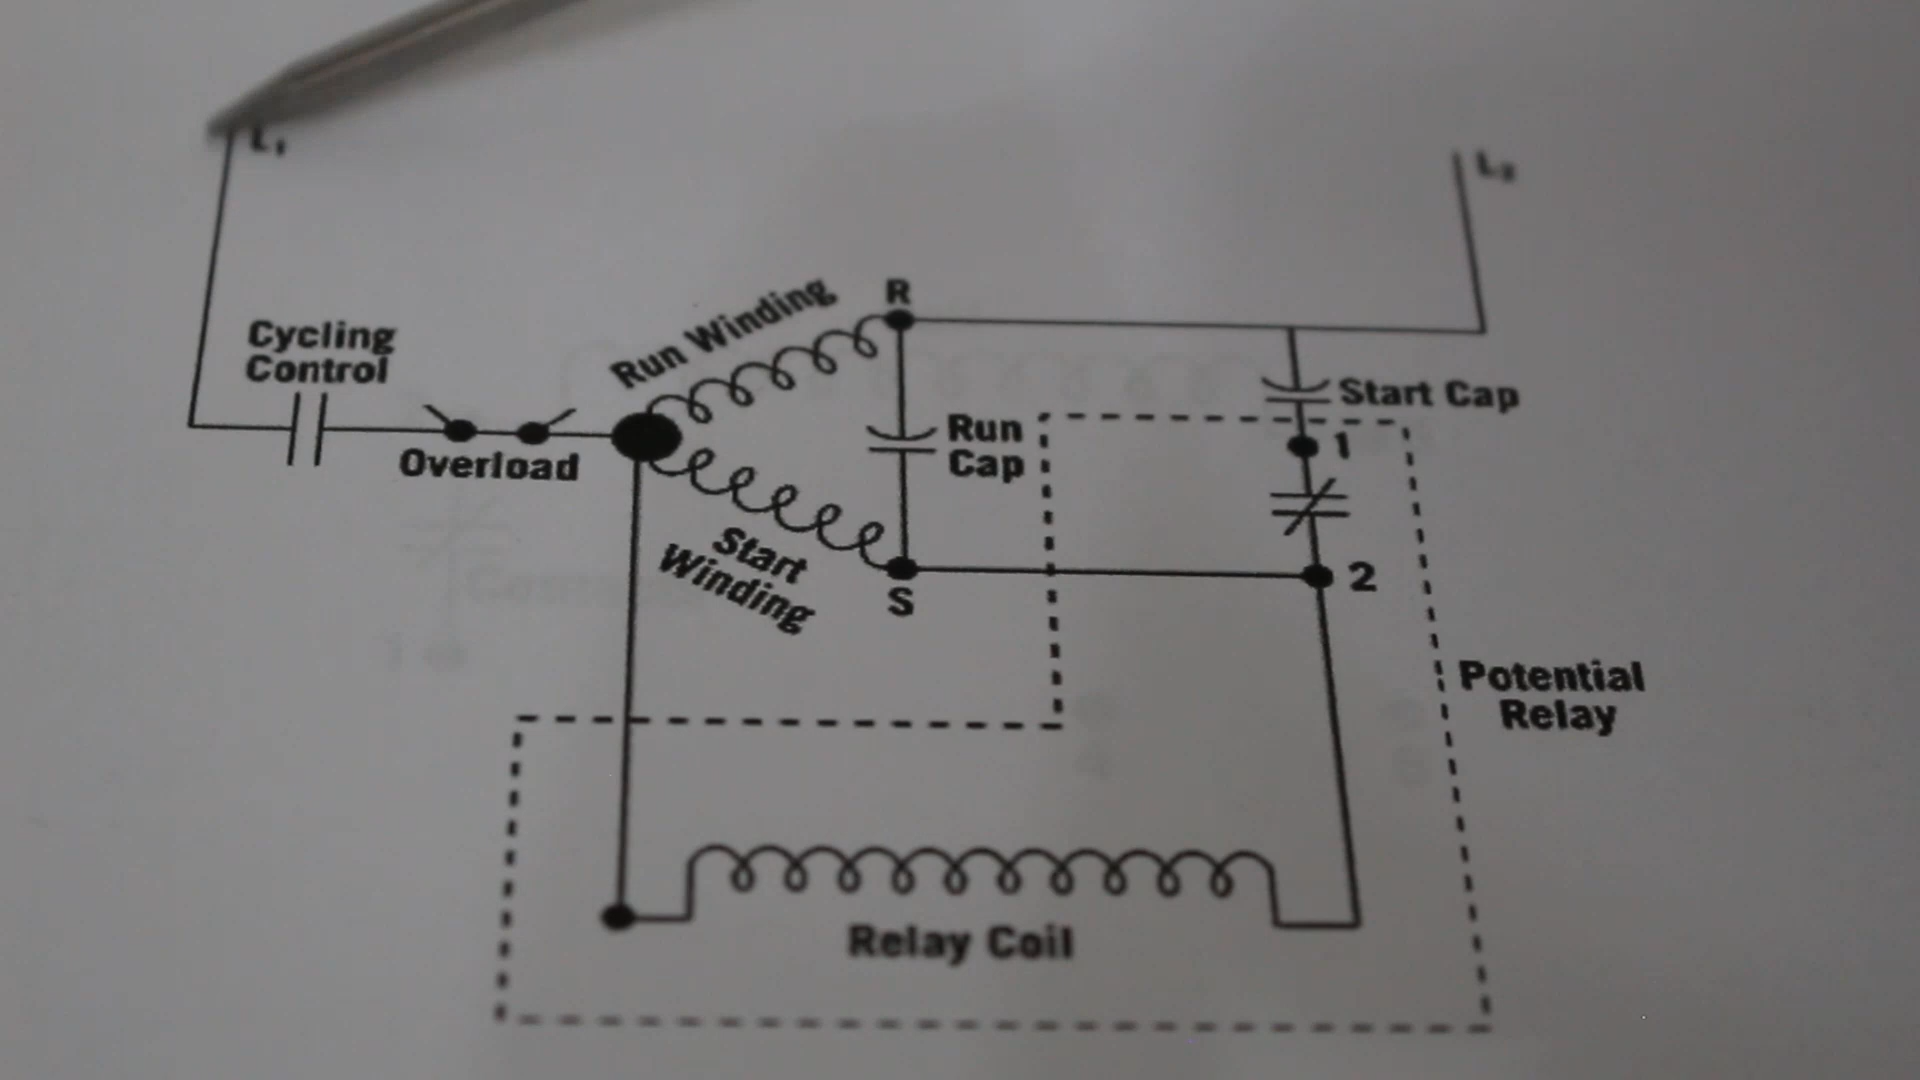 L1
L2
R
Run Winding
Cycling
Control
Start Cap
Run
Cap
1
Overload
Start
Winding
S
2
Potential
Relay
Relay Coil